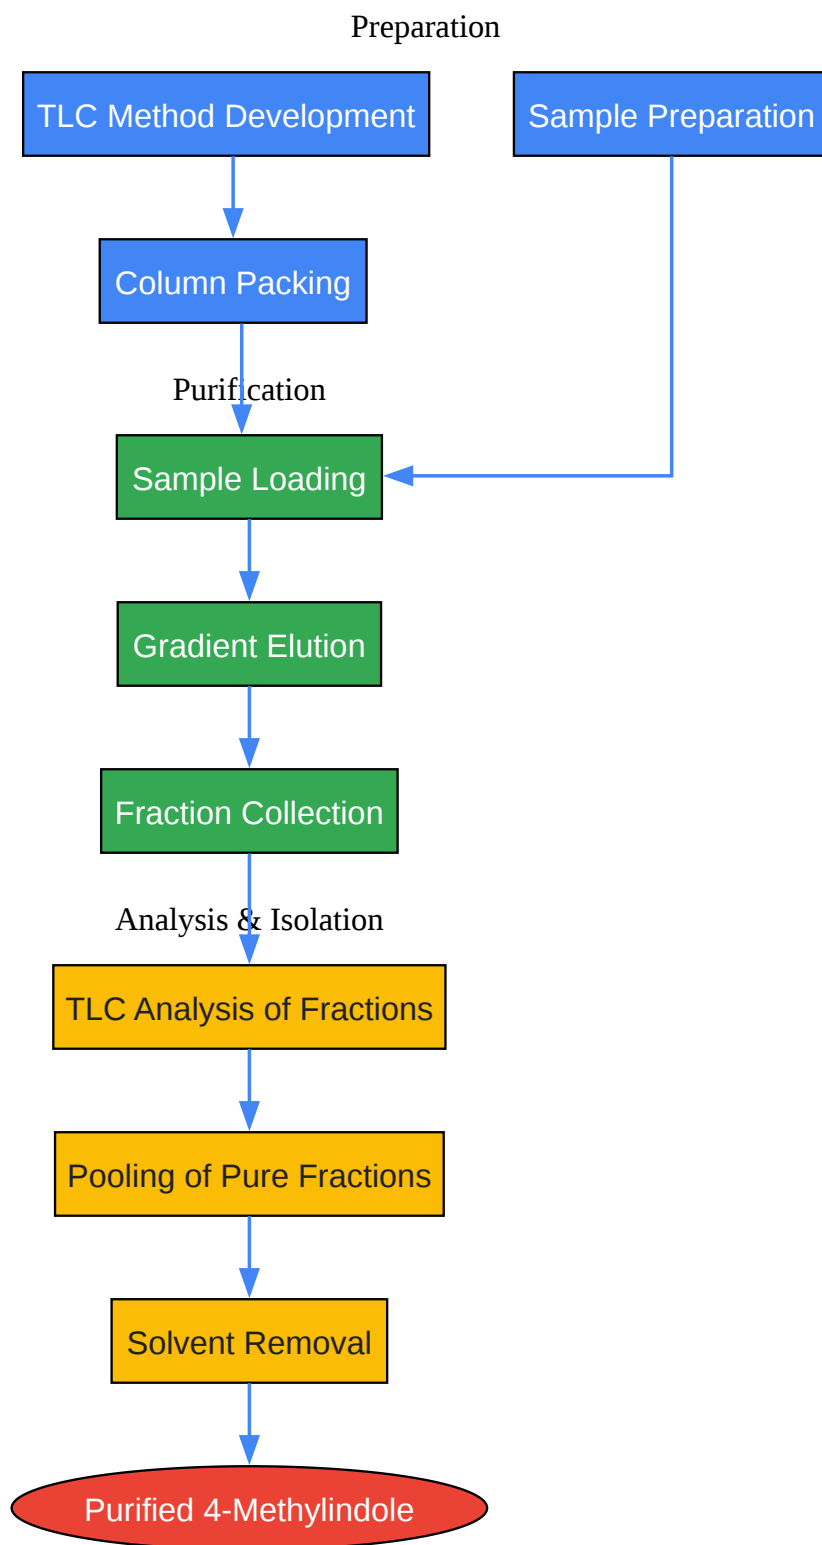 Preparation
TLC Method Development
Sample Preparation
Column Packing
Purification
Sample Loading
Gradient Elution
Fraction Collection
Analysis & Isolation
TLC Analysis of Fractions
Pooling of Pure Fractions
Solvent Removal
Purified 4-Methylindole